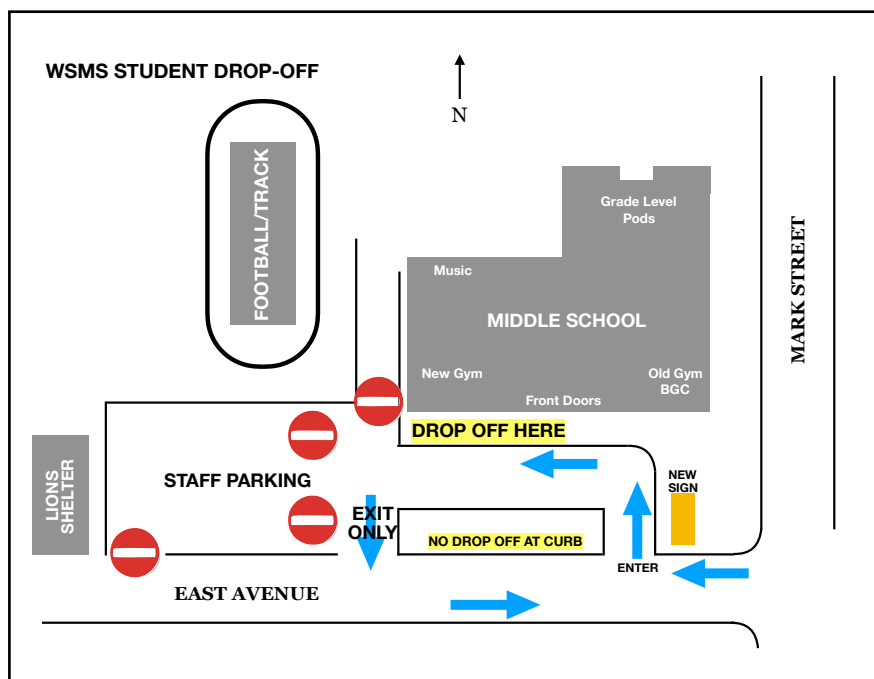 WSMS STUDENT DROP-OFF
N
FOOTBALL/TRACK
Grade Level
Pods
Music
MIDDLE SCHOOL
MARK STREET
New Gym
Old Gym
BGC
Front Doors
DROP OFF HERE
LIONS
SHELTER
STAFF PARKING
NEW
SIGN
EXIT
ONLY
NO DROP OFF AT CURB
ENTER
EAST AVENUE